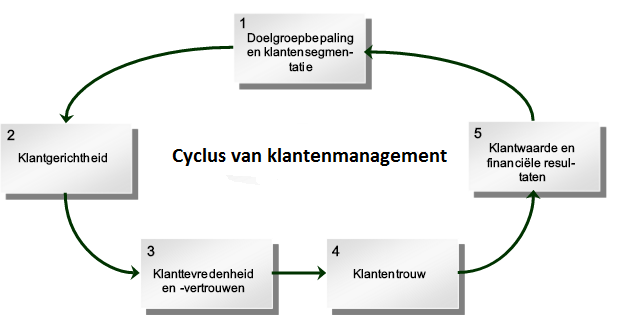 1
Doelgroepbepaling
en klantensegmen-
tatie
2
Klantgerichtheid
Cyclus van klantenmanagement
5
Klantwaarde en
financiële resul-
taten
3
Klanttevredenheid
en -vertrouwen
4
Klantentrouw